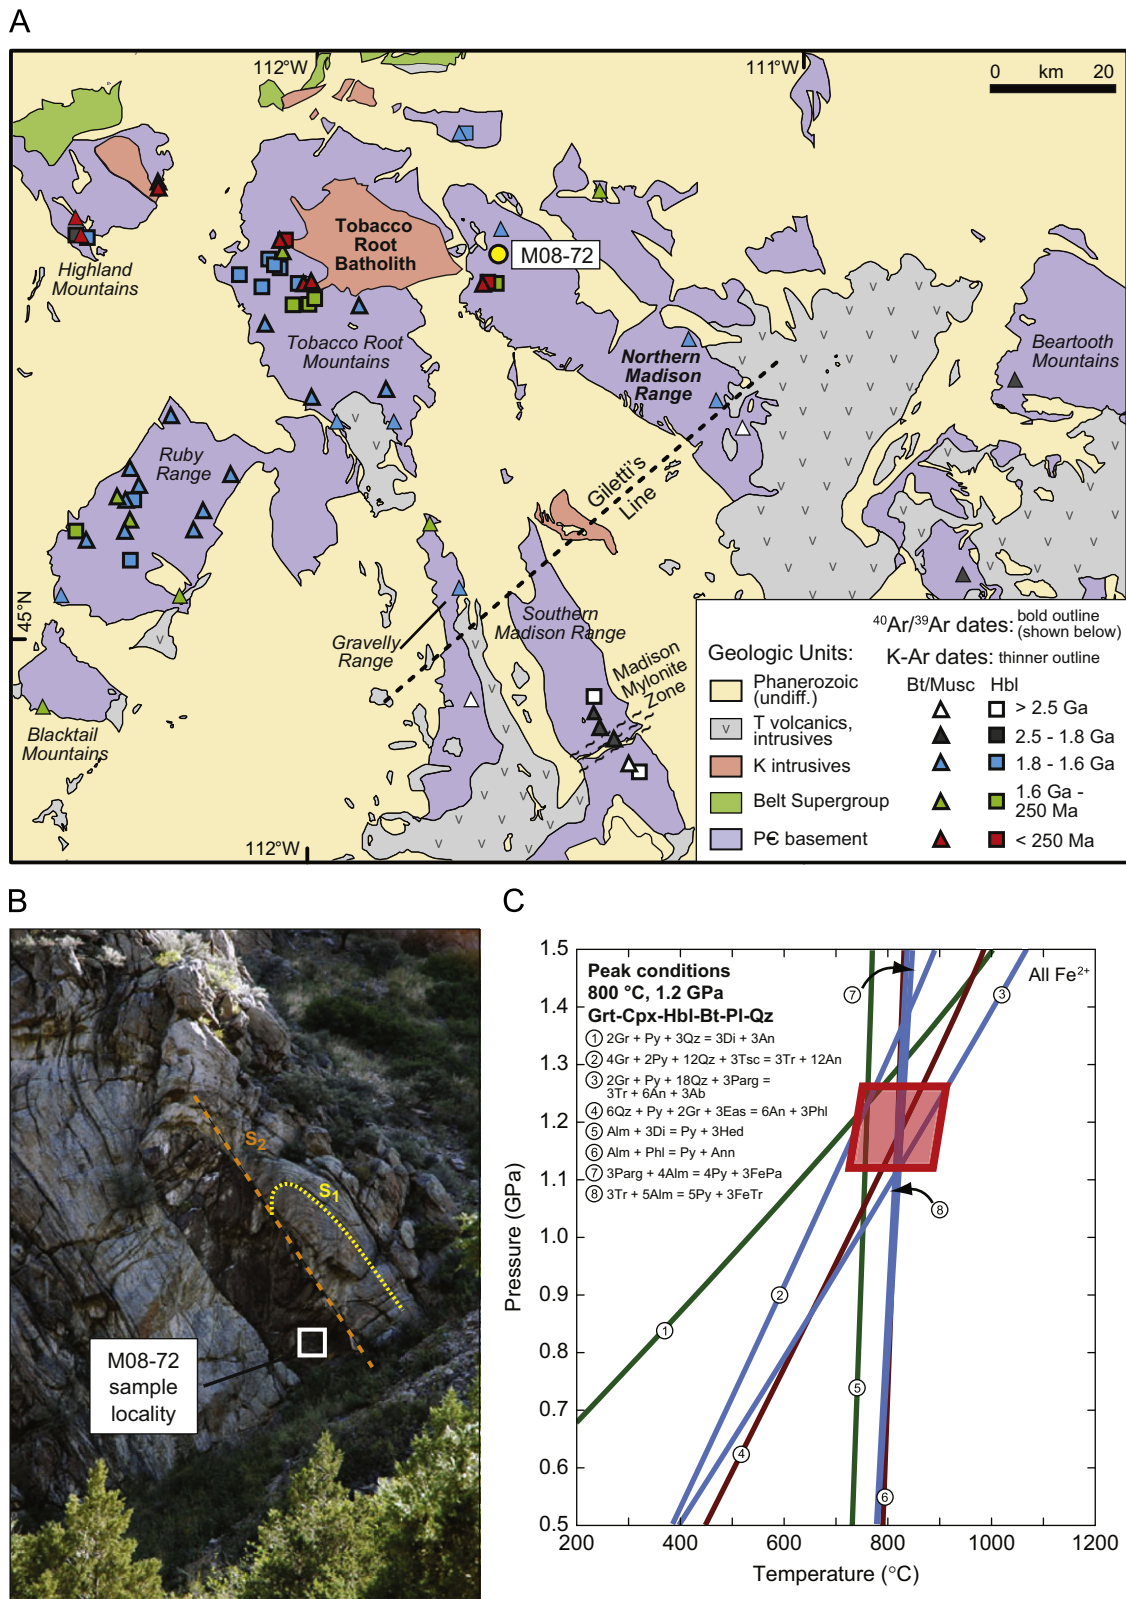 A
112°W
111°W
0 km 20
Tobacco
Root
Batholith
M08-72
Highland
Mountains
Tobacco Root
Mountains
Northern
Madison
Range
Beartooth
Mountains
Ruby
Range
Giletti's
Line
45°N
Gravelly
Range
Southern
Madison Range
Madison
Mylonite
Zone
Blacktail
Mountains
112°W
⁴⁰Ar/³⁹Ar dates: bold outline
(shown below)
K-Ar dates: thinner outline
Geologic Units:
Bt/Musc Hbl
Phanerozoic
(undiff.)
v T volcanics,
intrusives
K intrusives
Belt Supergroup
P€ basement
> 2.5 Ga
2.5 - 1.8 Ga
1.8 - 1.6 Ga
1.6 Ga -
250 Ma
< 250 Ma
B
S₂
S₁
M08-72
sample
locality
C
Peak conditions
800 °C, 1.2 GPa
Grt-Cpx-Hbl-Bt-Pl-Qz
All Fe²⁺
① 2Gr + Py + 3Qz = 3Di + 3An
② 4Gr + 2Py + 12Qz + 3Tsc = 3Tr + 12An
③ 2Gr + Py + 18Qz + 3Parg =
3Tr + 6An + 3Ab
④ 6Qz + Py + 2Gr + 3Eas = 6An + 3Phl
⑤ Alm + 3Di = Py + 3Hed
⑥ Alm + Phl = Py + Ann
⑦ 3Parg + 4Alm = 4Py + 3FePa
⑧ 3Tr + 5Alm = 5Py + 3FeTr
⑦
③
⑧
②
①
⑤
④
⑥
1.5
1.4
1.3
1.2
1.1
1.0
0.9
0.8
0.7
0.6
0.5
Pressure (GPa)
200 400 600 800 1000 1200
Temperature (°C)